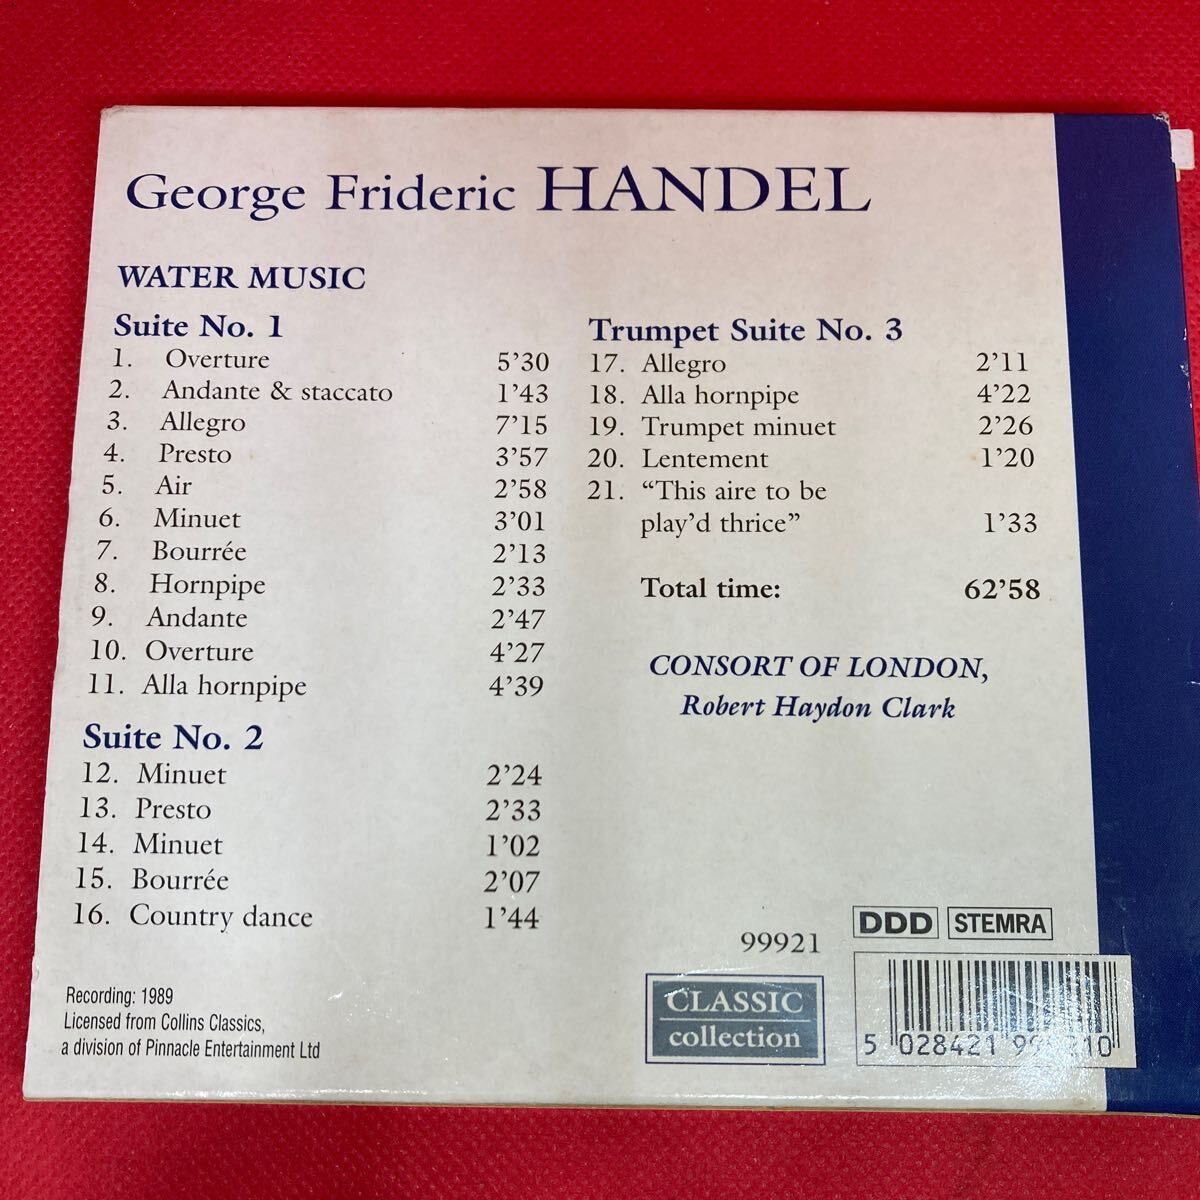 George Frideric HANDEL
WATER MUSIC
Suite No. 1
1. Overture 5’30
2. Andante & staccato 1’43
3. Allegro 7’15
4. Presto 3’57
5. Air 2’58
6. Minuet 3’01
7. Bourrée 2’13
8. Hornpipe 2’33
9. Andante 2’47
10. Overture 4’27
11. Alla hornpipe 4’39
Suite No. 2
12. Minuet 2’24
13. Presto 2’33
14. Minuet 1’02
15. Bourrée 2’07
16. Country dance 1’44
Trumpet Suite No. 3
17. Allegro 2’11
18. Alla hornpipe 4’22
19. Trumpet minuet 2’26
20. Lentement 1’20
21. “This aire to be
play’d thrice” 1’33
Total time: 62’58
CONSORT OF LONDON,
Robert Haydon Clark
Recording: 1989
Licensed from Collins Classics,
a division of Pinnacle Entertainment Ltd
99921
CLASSIC
collection
DDD STEMRA
5 028421